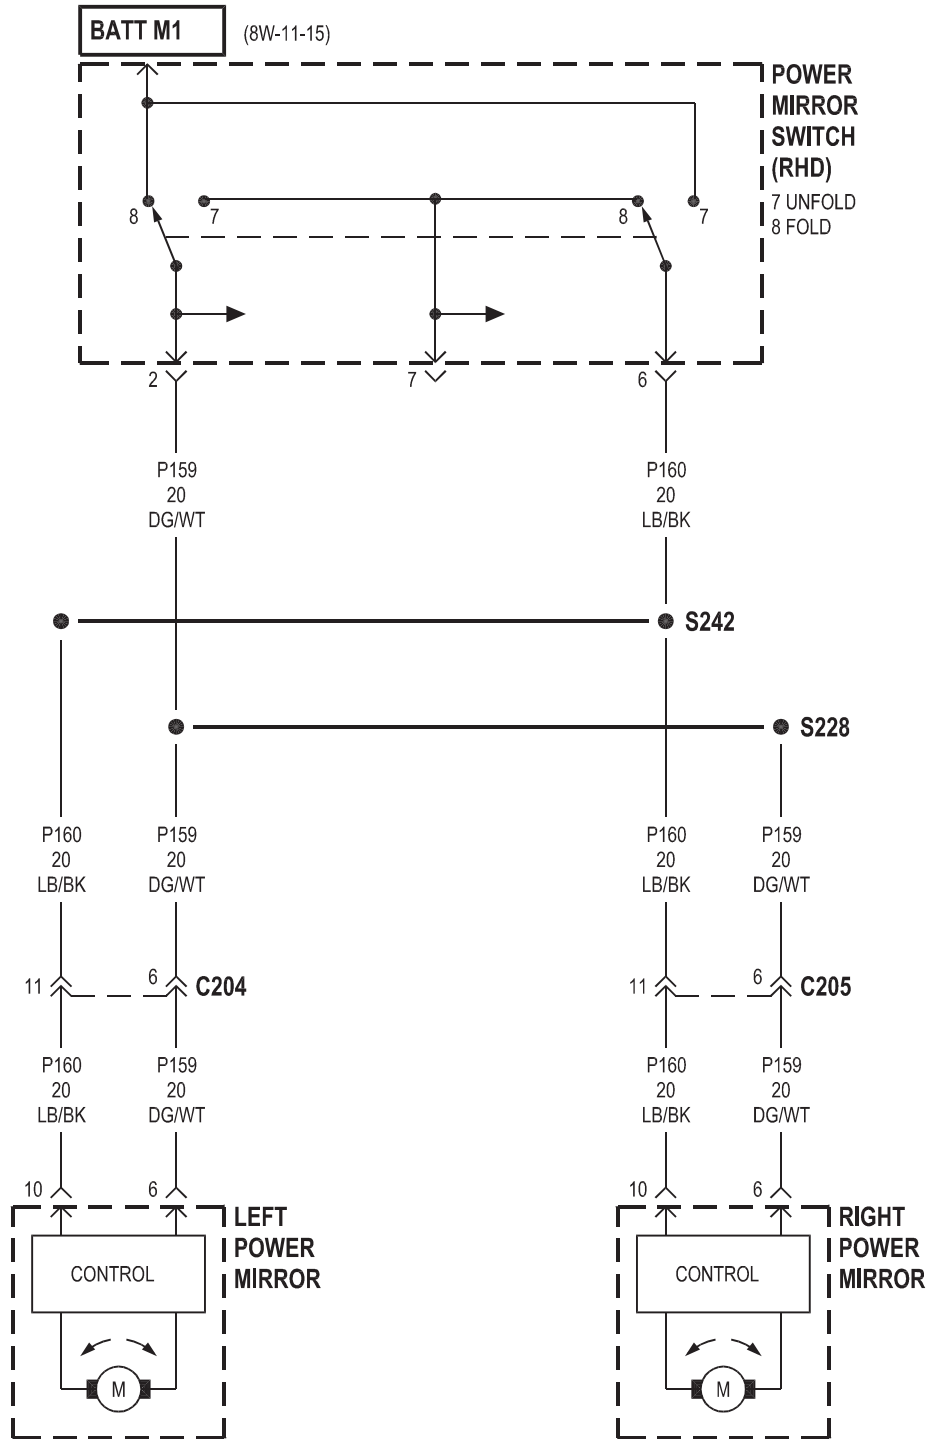 BATT M1 (8W-11-15)
POWER
MIRROR
SWITCH
(RHD)
7 UNFOLD
8 FOLD
8 7 8 7
2 7 6
P159 P160
20 20
DG/WT LB/BK
S242
S228
P160 P159 P160 P159
20 20 20 20
LB/BK DG/WT LB/BK DG/WT
11 6 C204 11 6 C205
P160 P159 P160 P159
20 20 20 20
LB/BK DG/WT LB/BK DG/WT
10 6 10 6
LEFT
POWER
MIRROR
CONTROL
M
RIGHT
POWER
MIRROR
CONTROL
M